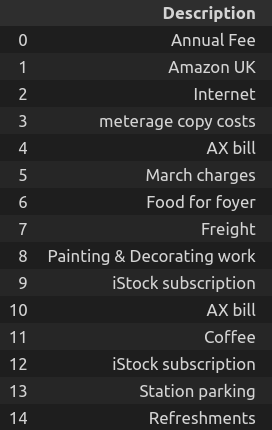 Description
0 Annual Fee
1 Amazon UK
2 Internet
3 meterage copy costs
4 AX bill
5 March charges
6 Food for foyer
7 Freight
8 Painting & Decorating work
9 iStock subscription
10 AX bill
11 Coffee
12 iStock subscription
13 Station parking
14 Refreshments